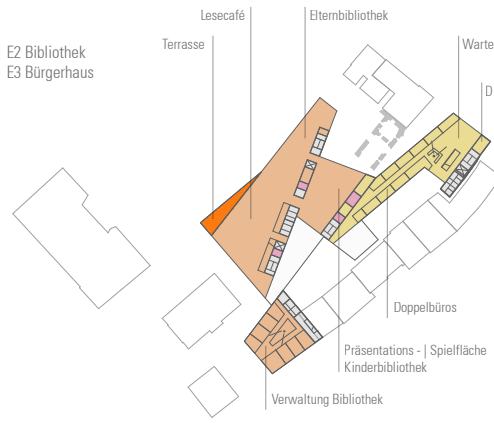 Lesecafé
Elternbibliothek
Terrasse
Warte
E2 Bibliothek
E3 Bürgerhaus
D
Doppelbüros
Präsentations - | Spielfläche
Kinderbibliothek
Verwaltung Bibliothek